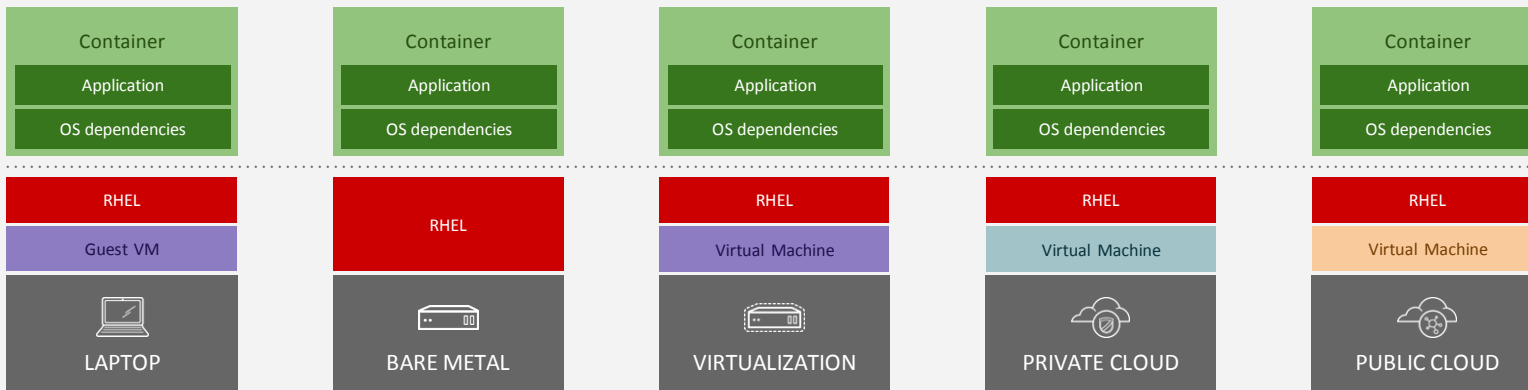 Container
Container
Container
Container
Container
Application
Application
Application
Application
Application
OS dependencies
OS dependencies
OS dependencies
OS dependencies
OS dependencies
RHEL
RHEL
RHEL
RHEL
RHEL
Guest VM
Virtual Machine
Virtual Machine
Virtual Machine
LAPTOP
BARE METAL
VIRTUALIZATION
PRIVATE CLOUD
PUBLIC CLOUD